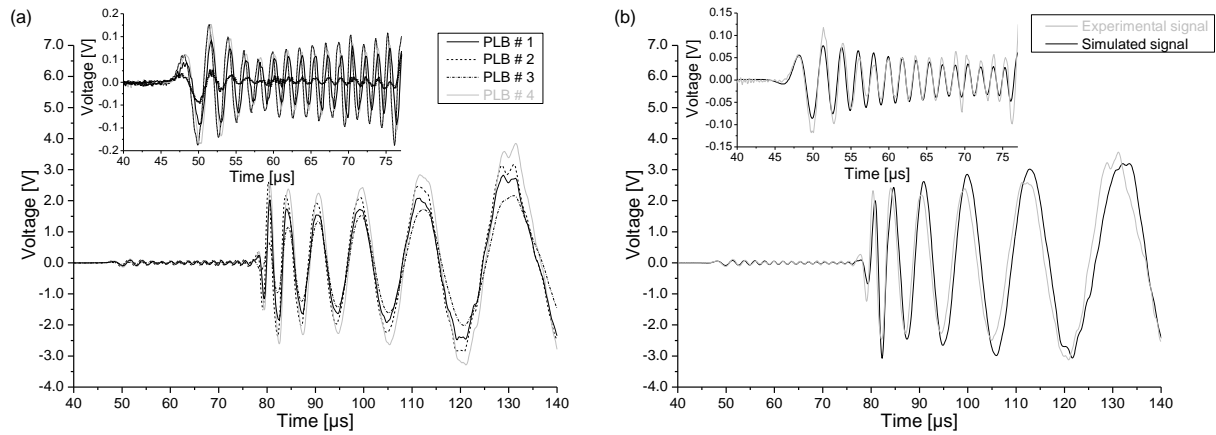 (a)
0.2
0.1
0.0
0.1
0.2
Voltage [V]
40 45 50 55 60 65 70 75
Time [µs]
PLB # 1
PLB # 2
PLB # 3
PLB # 4
7.0
6.0
5.0
4.0
3.0
2.0
1.0
0.0
-1.0
-2.0
-3.0
-4.0
Voltage [V]
40 50 60 70 80 90 100 110 120 130 140
Time [µs]
(b)
0.15
0.10
0.05
0.00
-0.05
-0.10
0.15
Voltage [V]
40 45 50 55 60 65 70 75
Time [µs]
Experimental signal
Simulated signal
7.0
6.0
5.0
4.0
3.0
2.0
1.0
0.0
-1.0
-2.0
-3.0
-4.0
Voltage [V]
40 50 60 70 80 90 100 110 120 130 140
Time [µs]